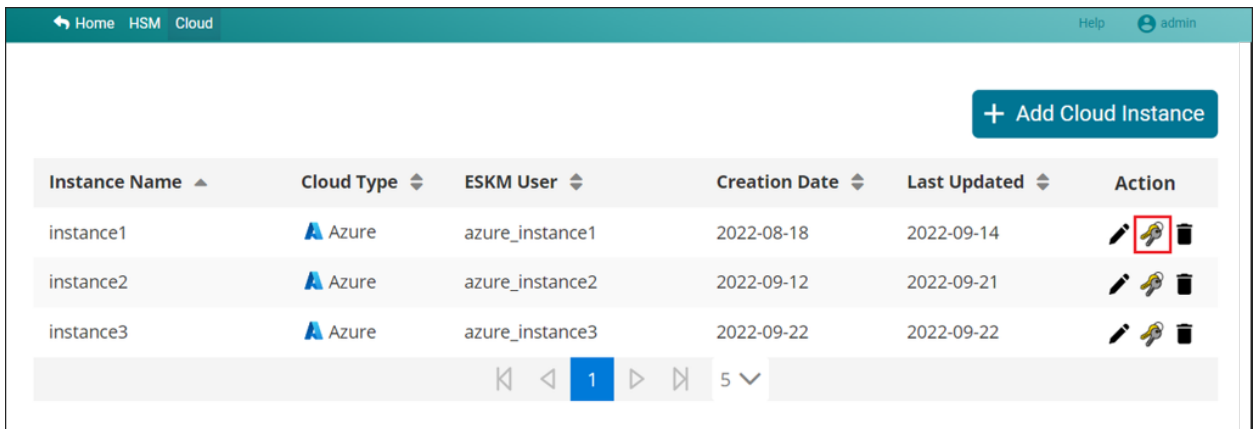 Home HSM Cloud Help admin
+ Add Cloud Instance
Instance Name Cloud Type ESKM User Creation Date Last Updated Action
instance1 Azure azure_instance1 2022-08-18 2022-09-14
instance2 Azure azure_instance2 2022-09-12 2022-09-21
instance3 Azure azure_instance3 2022-09-22 2022-09-22
1 5